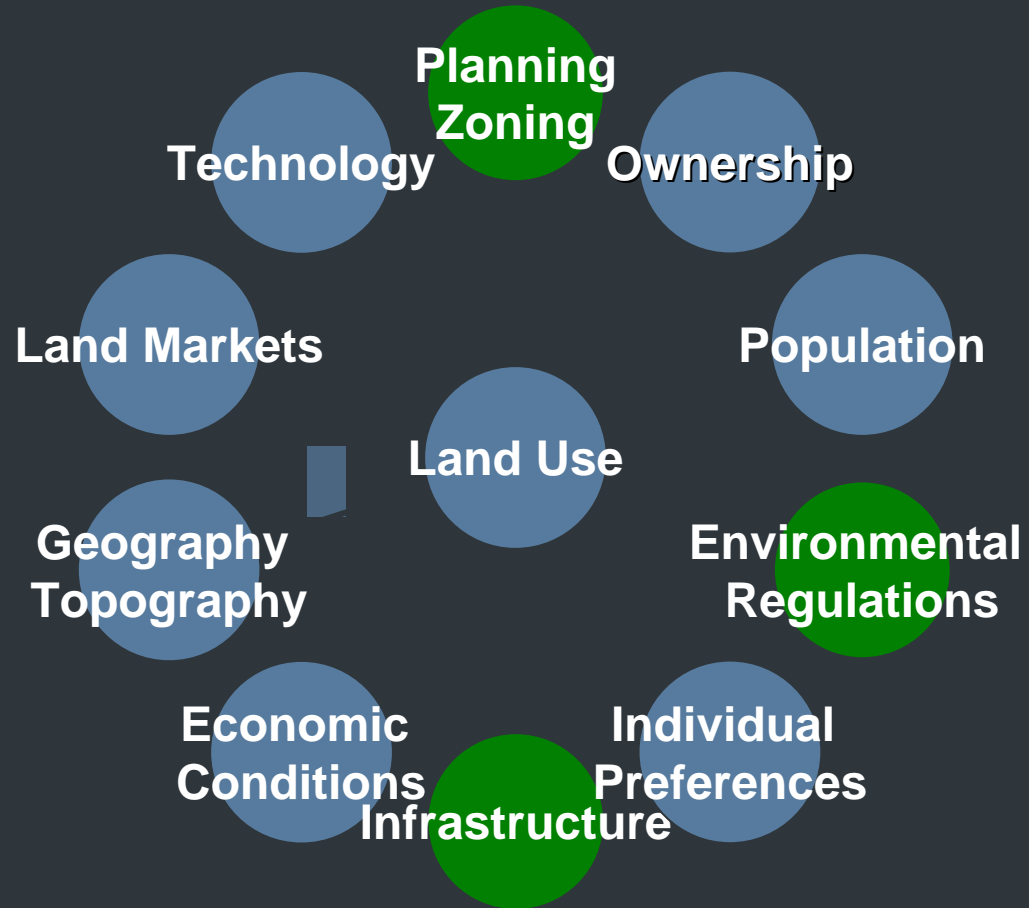 Planning
Zoning
Technology
Ownership
Land Markets
Population
Land Use
Geography
Topography
Environmental
Regulations
Economic
Conditions
Individual
Preferences
Infrastructure